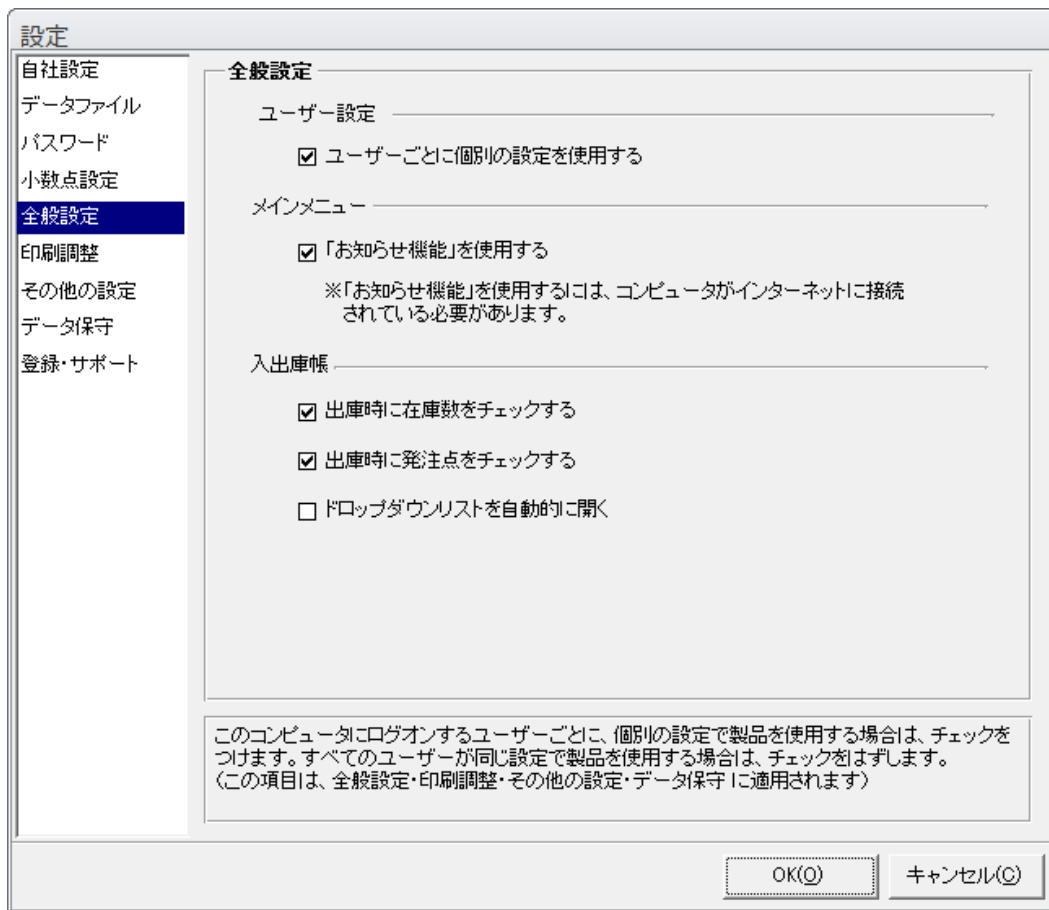 設定
自社設定
データファイル
パスワード
小数点設定
全般設定
印刷調整
その他の設定
データ保守
登録・サポート
全般設定
ユーザー設定
ユーザーごとに個別の設定を使用する
メインメニュー
「お知らせ機能」を使用する
※「お知らせ機能」を使用するには、コンピュータがインターネットに接続
されている必要があります。
入出庫帳
出庫時に在庫数をチェックする
出庫時に発注点をチェックする
ドロップダウンリストを自動的に開く
このコンピュータにログオンするユーザーごとに、個別の設定で製品を使用する場合は、チェックを
つけます。すべてのユーザーが同じ設定で製品を使用する場合は、チェックをはずします。
(この項目は、全般設定・印刷調整・その他の設定・データ保守 に適用されます)
OK(O)
キャンセル(C)